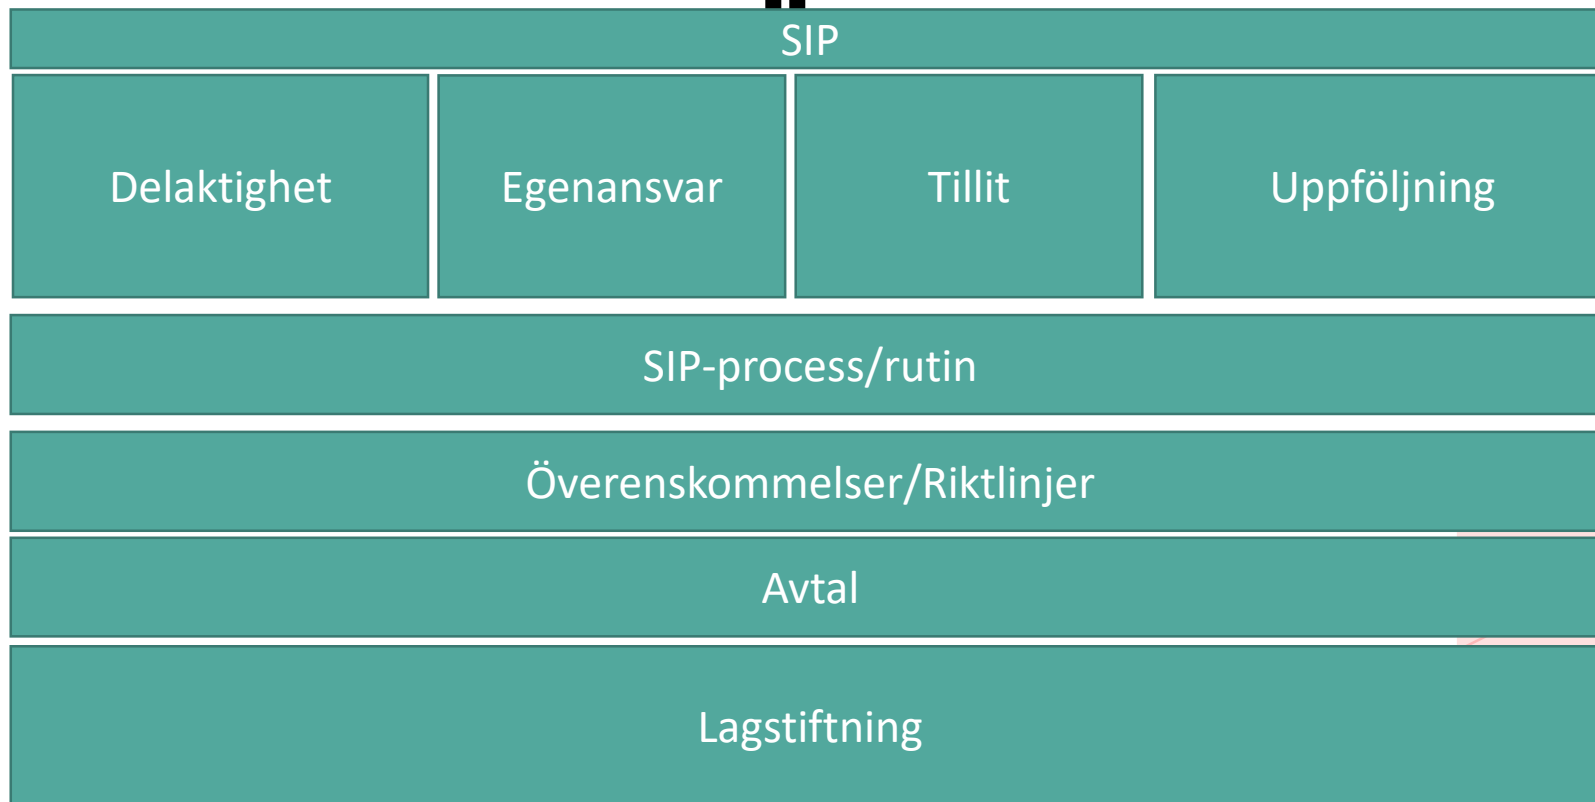 SIP
Delaktighet
Egenansvar
Tillit
Uppföljning
SIP-process/rutin
Överenskommelser/Riktlinjer
Avtal
Lagstiftning